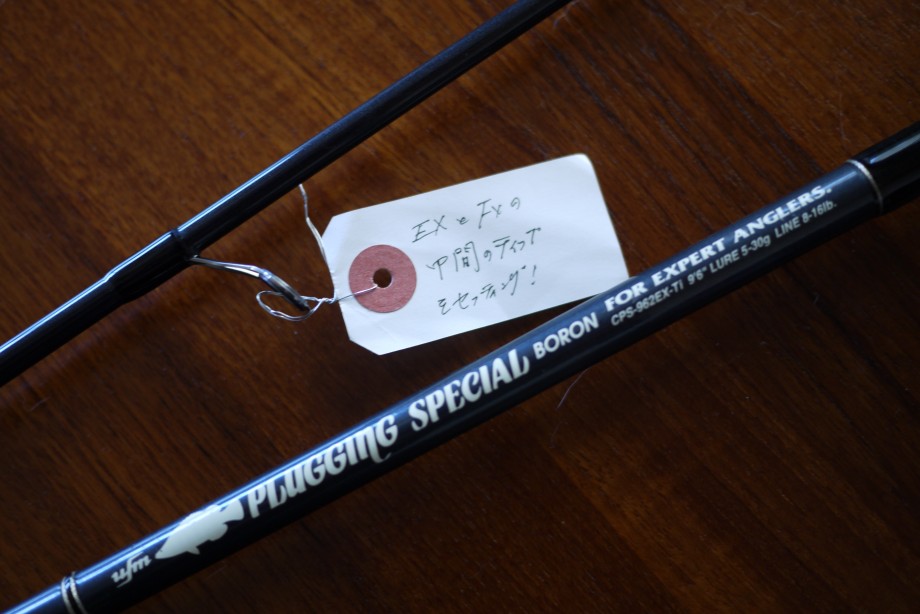 EXとFXの
中間のティップ
をセッティング!
PLUGGING SPECIAL BORON FOR EXPERT ANGLERS.
CPS-962EX-Ti 9'6" LURE 5-30g LINE 8-16lb.